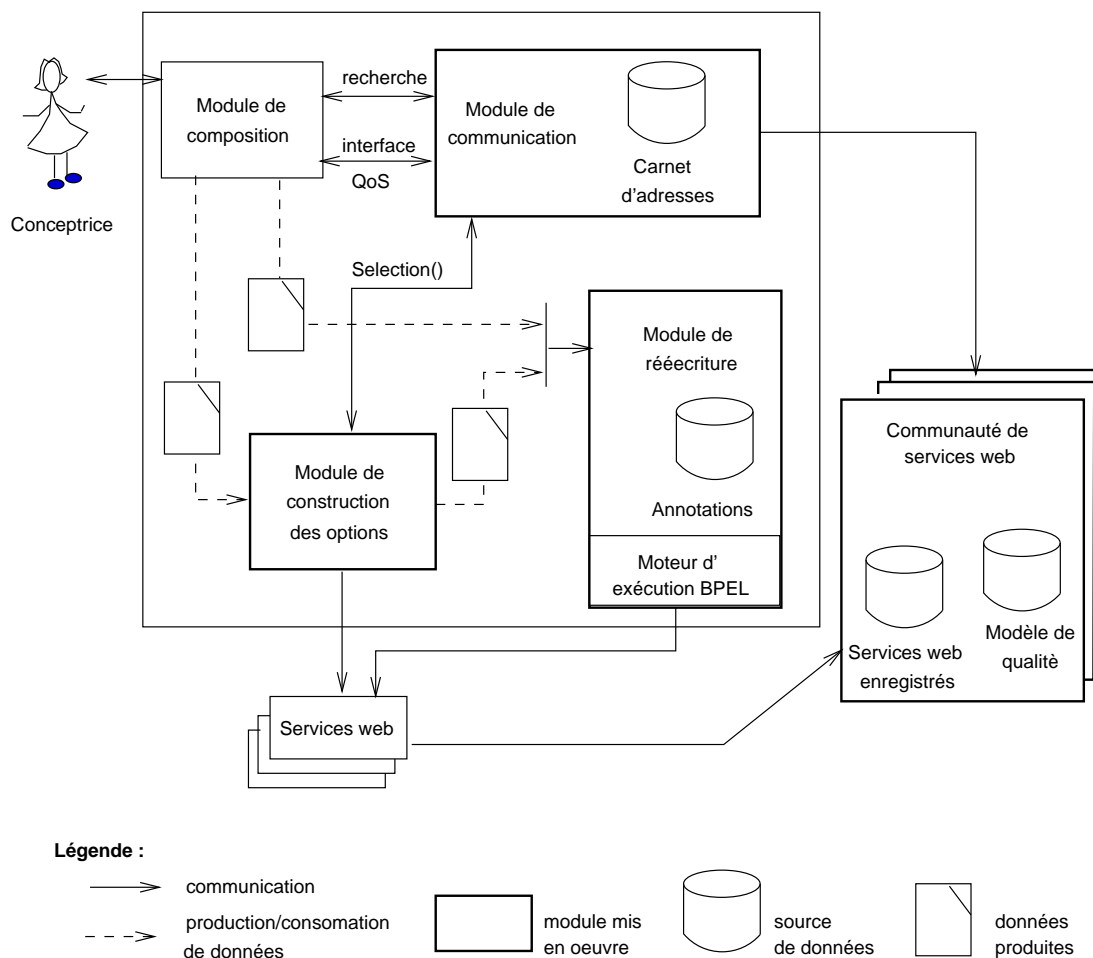 recherche
Module de
composition
Module de
communication
interface
QoS
Carnet
d'adresses
Conceptrice
Selection()
Module de
rééecriture
Communauté de
services web
Module de
construction
des options
Annotations
Moteur d'
exécution BPEL
Services web
enregistrés
Modèle de
qualitè
Services web
Légende :
communication
production/consomation
de données
module mis
en oeuvre
source
de données
données
produites